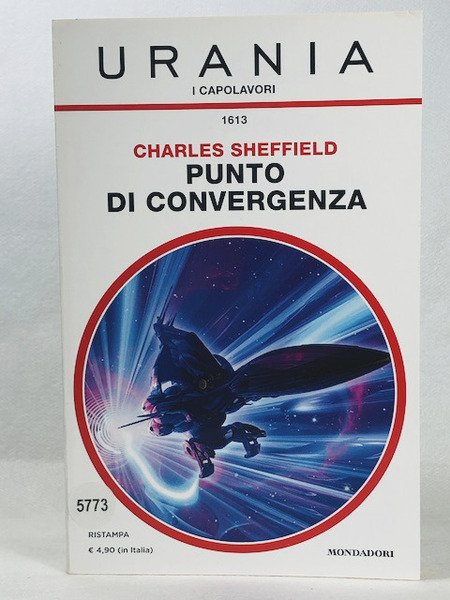 URANIA
I CAPOLAVORI
1613
CHARLES SHEFFIELD
PUNTO
DI CONVERGENZA
5773
RISTAMPA
€ 4,90 (in Italia)
MONDADORI